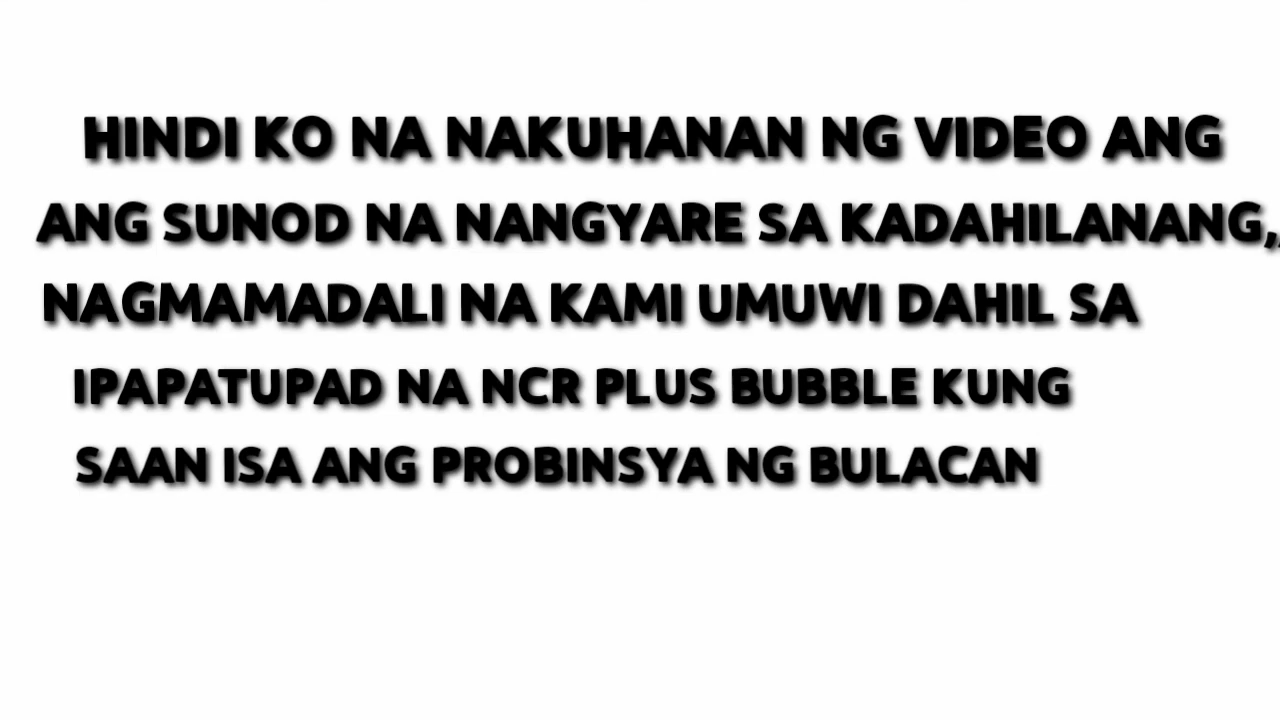 HINDI KO NA NAKUHANAN NG VIDEO ANG
ANG SUNOD NA NANGYARE SA KADAHILANANG,,
NAGMAMADALI NA KAMI UMUWI DAHIL SA
IPAPATUPAD NA NCR PLUS BUBBLE KUNG
SAAN ISA ANG PROBINSYA NG BULACAN